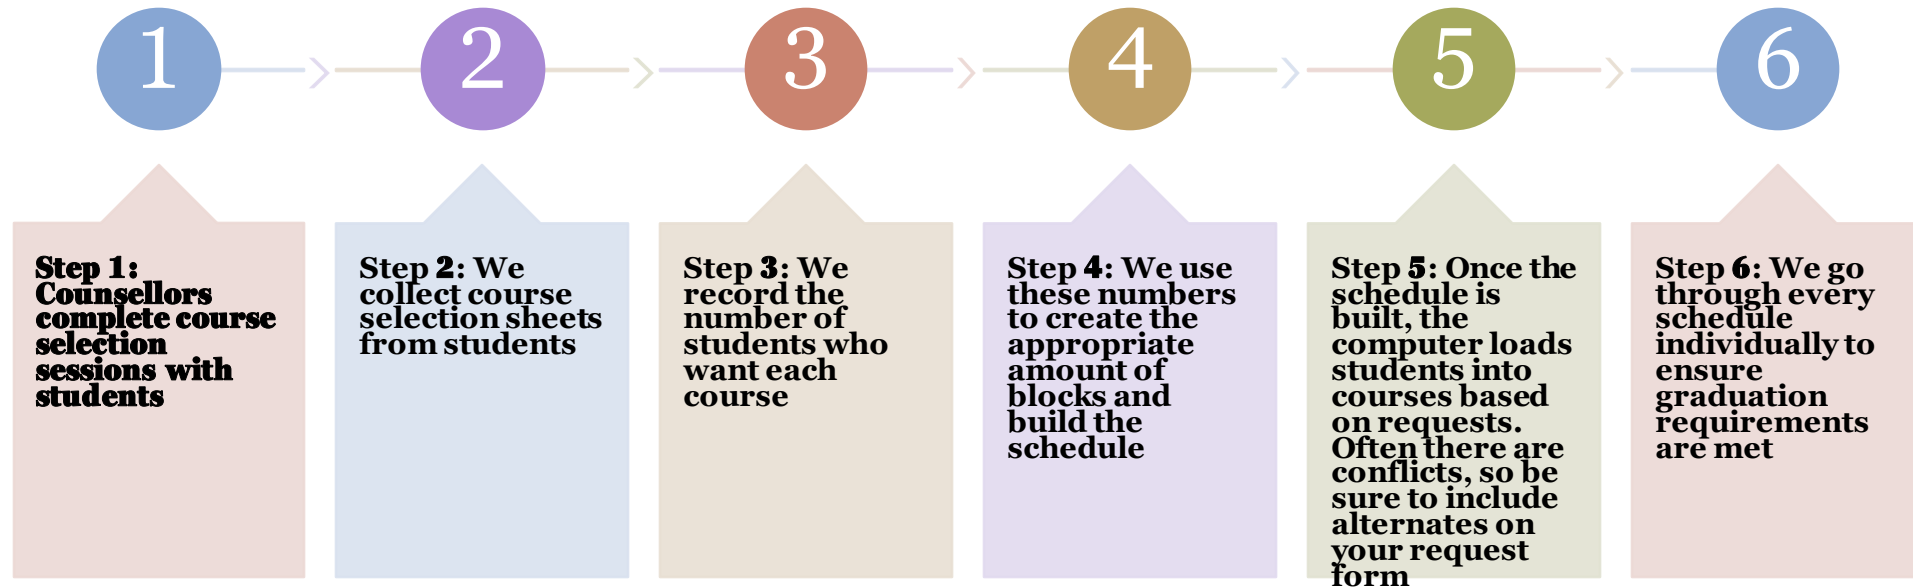 1
2
3
4
5
6
Step 1:
Counsellors
complete course
selection
sessions with
students
Step 2: We
collect course
selection sheets
from students
Step 3: We
record the
number of
students who
want each
course
Step 4: We use
these numbers
to create the
appropriate
amount of
blocks and
build the
schedule
Step 5: Once the
schedule is
built, the
computer loads
students into
courses based
on requests.
Often there are
conflicts, so be
sure to include
alternates on
your request
form
Step 6: We go
through every
schedule
individually to
ensure
graduation
requirements
are met